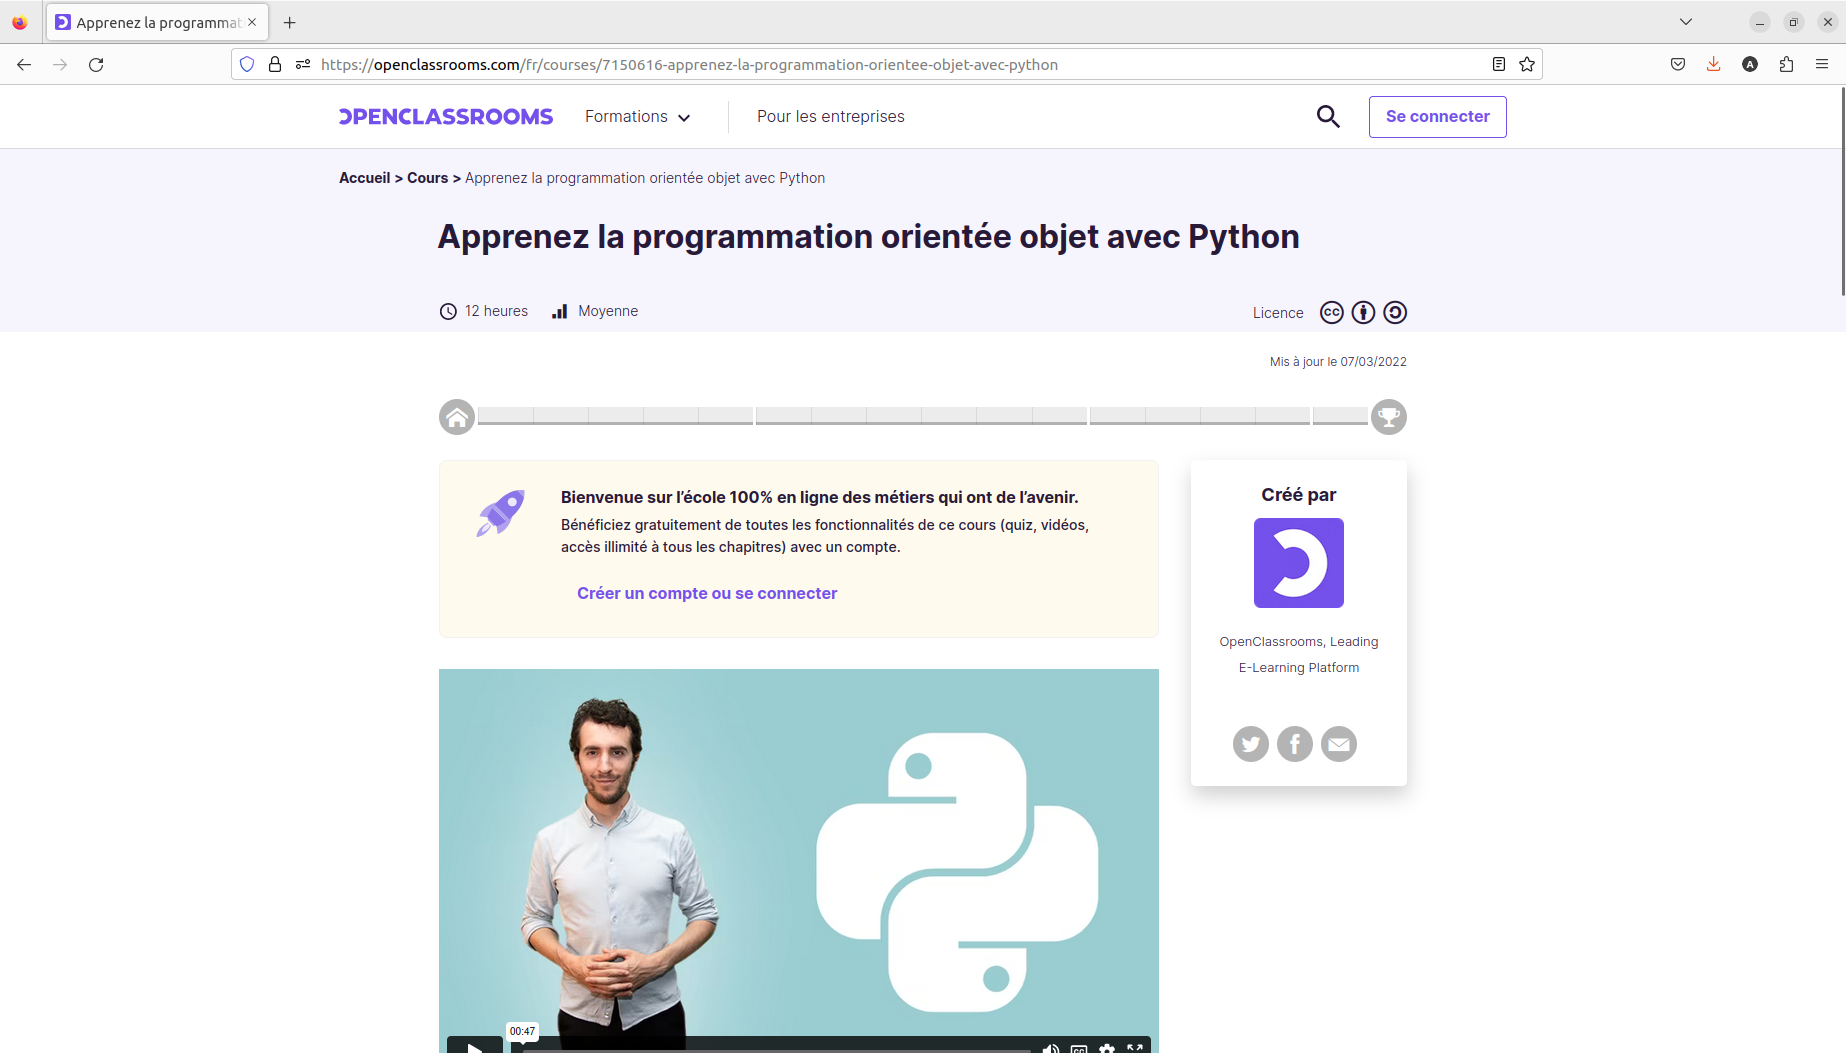 Apprenez la programmat
https://openclassrooms.com/fr/courses/7150616-apprenez-la-programmation-orientee-objet-avec-python
A
OPENCLASSROOMS
Formations
Pour les entreprises
Se connecter
Accueil > Cours > Apprenez la programmation orientée objet avec Python
Apprenez la programmation orientée objet avec Python
12 heures
Moyenne
Licence
cc
Mis à jour le 07/03/2022
Bienvenue sur l’école 100% en ligne des métiers qui ont de l’avenir.
Bénéficiez gratuitement de toutes les fonctionnalités de ce cours (quiz, vidéos,
accès illimité à tous les chapitres) avec un compte.
Créer un compte ou se connecter
Créé par
OpenClassrooms, Leading
E-Learning Platform
00:47
CC